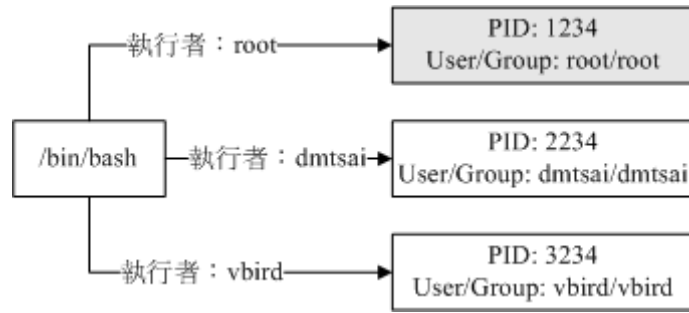 執行者：root
PID: 1234
User/Group: root/root
/bin/bash
執行者：dmtsai
PID: 2234
User/Group: dmtsai/dmtsai
執行者：vbird
PID: 3234
User/Group: vbird/vbird